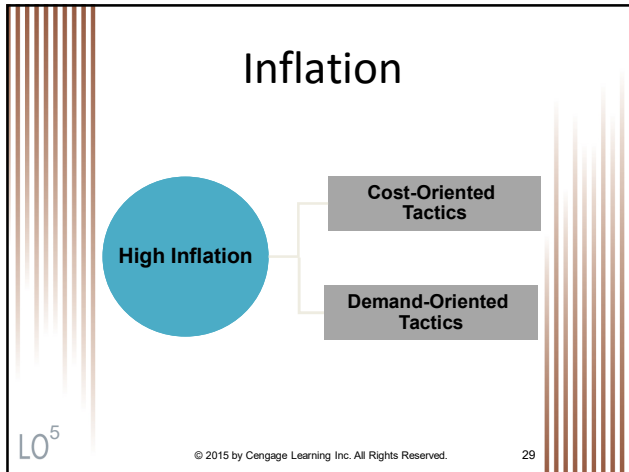 Inflation
High Inflation
Cost-Oriented
Tactics
Demand-Oriented
Tactics
LO5
© 2015 by Cengage Learning Inc. All Rights Reserved.
29